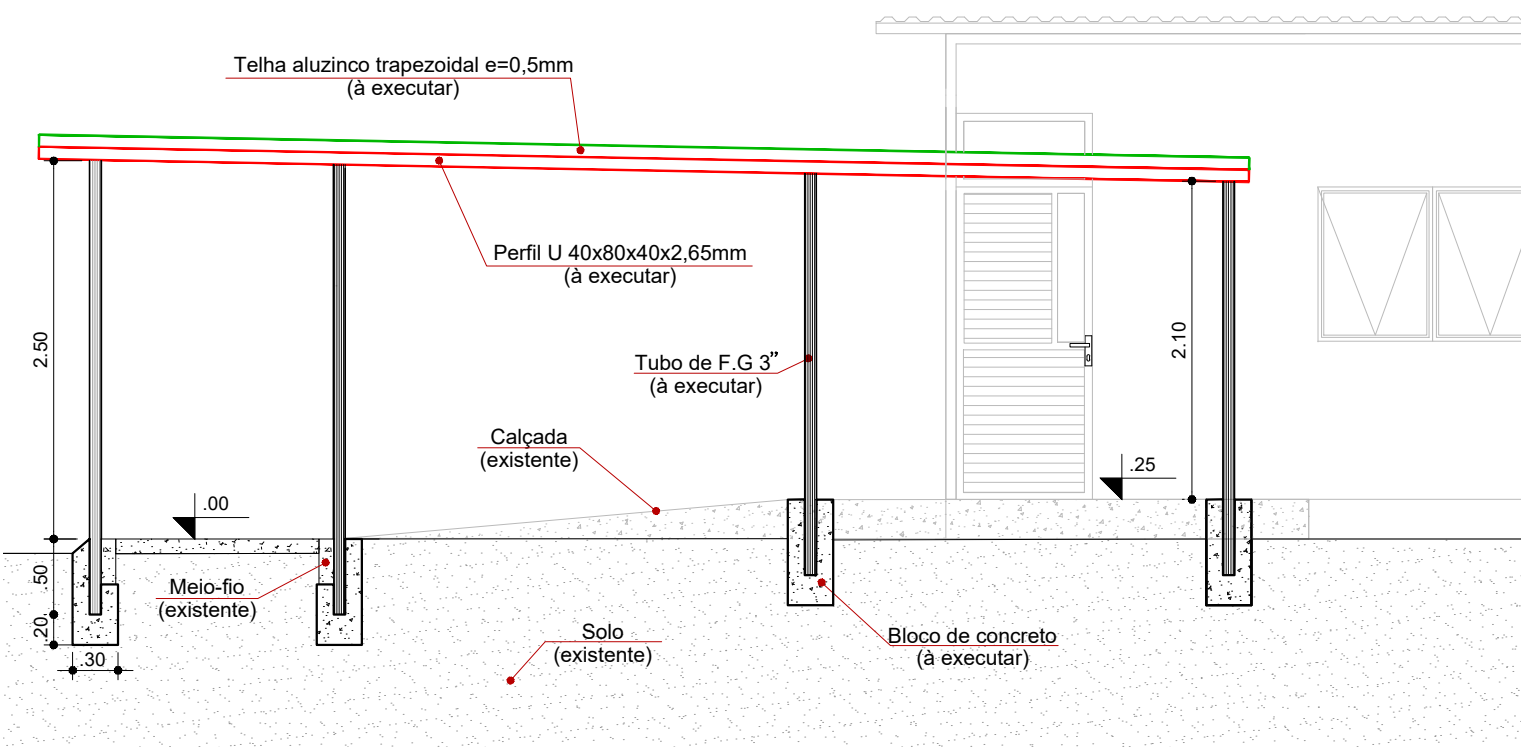 Telha aluzinco trapezoidal e=0,5mm
(à executar)
Perfil U 40x80x40x2,65mm
(à executar)
2.50
2.10
Tubo de F.G 3”
(à executar)
Calçada
(existente)
.25
.00
.50
Meio-fio
(existente)
.20
Solo
(existente)
Bloco de concreto
(à executar)
.30